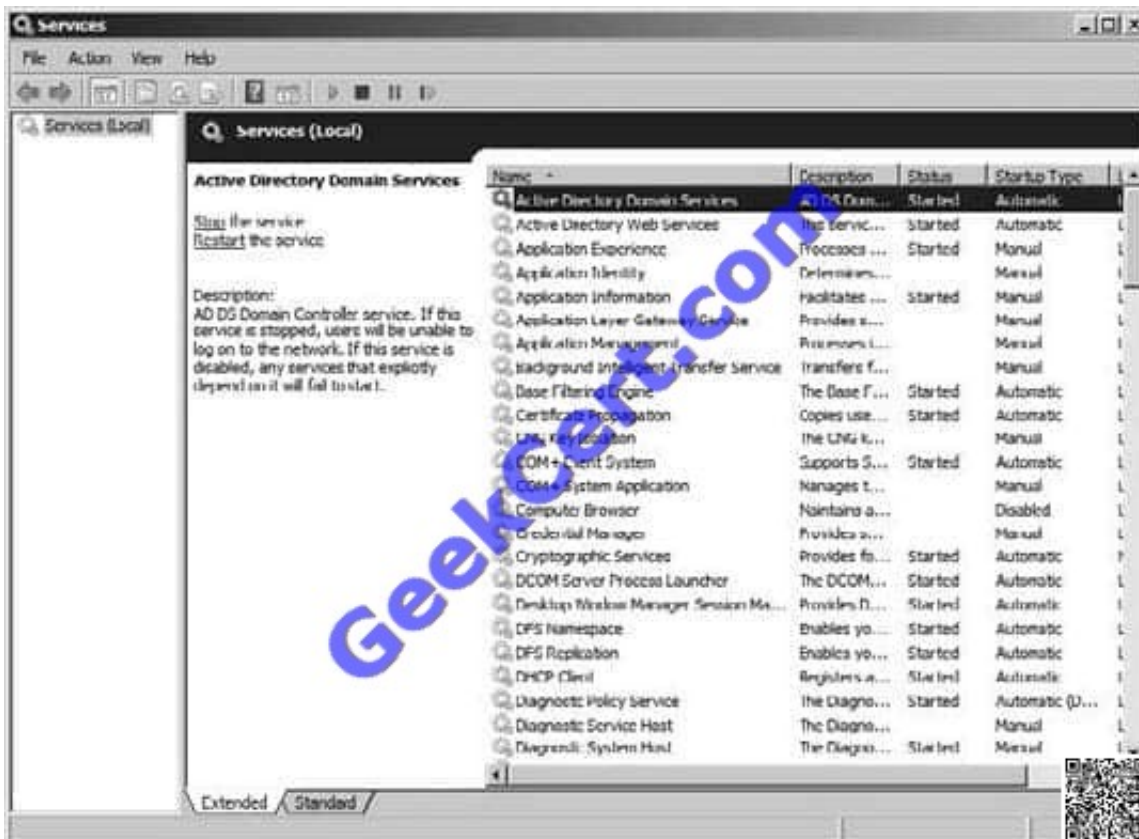 Services
File Action View Help
Services (Local)
Services (Local)
Active Directory Domain Services
Stop the service
Restart the service
Description:
AD DS Domain Controller service. If this
service is stopped, users will be unable to
log on to the network. If this service is
disabled, any services that explicitly
depend on it will fail to start.
Name Description Status Startup Type L
Active Directory Domain Services AD DS Dom... Started Automatic L
Active Directory Web Services This servic... Started Automatic L
Application Experience Processes ... Started Manual L
Application Identity Determines... Manual L
Application Information Facilitates ... Started Manual L
Application Layer Gateway Service Provides s... Manual L
Application Management Processes i... Manual L
Background Intelligent Transfer Service Transfers f... Manual L
Base Filtering Engine The Base F... Started Automatic L
Certificate Propagation Copies use... Started Automatic L
CNG Key Isolation The CNG k... Manual L
COM+ Event System Supports S... Started Automatic L
COM+ System Application Manages t... Manual L
Computer Browser Maintains a... Disabled L
Credential Manager Provides s... Manual L
Cryptographic Services Provides fo... Started Automatic N
DCOM Server Process Launcher The DCOM... Started Automatic L
Desktop Window Manager Session Ma... Provides D... Started Automatic L
DFS Namespace Enables yo... Started Automatic L
DFS Replication Enables yo... Started Automatic L
DHCP Client Registers a... Started Automatic L
Diagnostic Policy Service The Diagno... Started Automatic (D... L
Diagnostic Service Host The Diagno... Manual L
Diagnostic System Host The Diagno... Started Manual L
Extended Standard
GeekCert.com